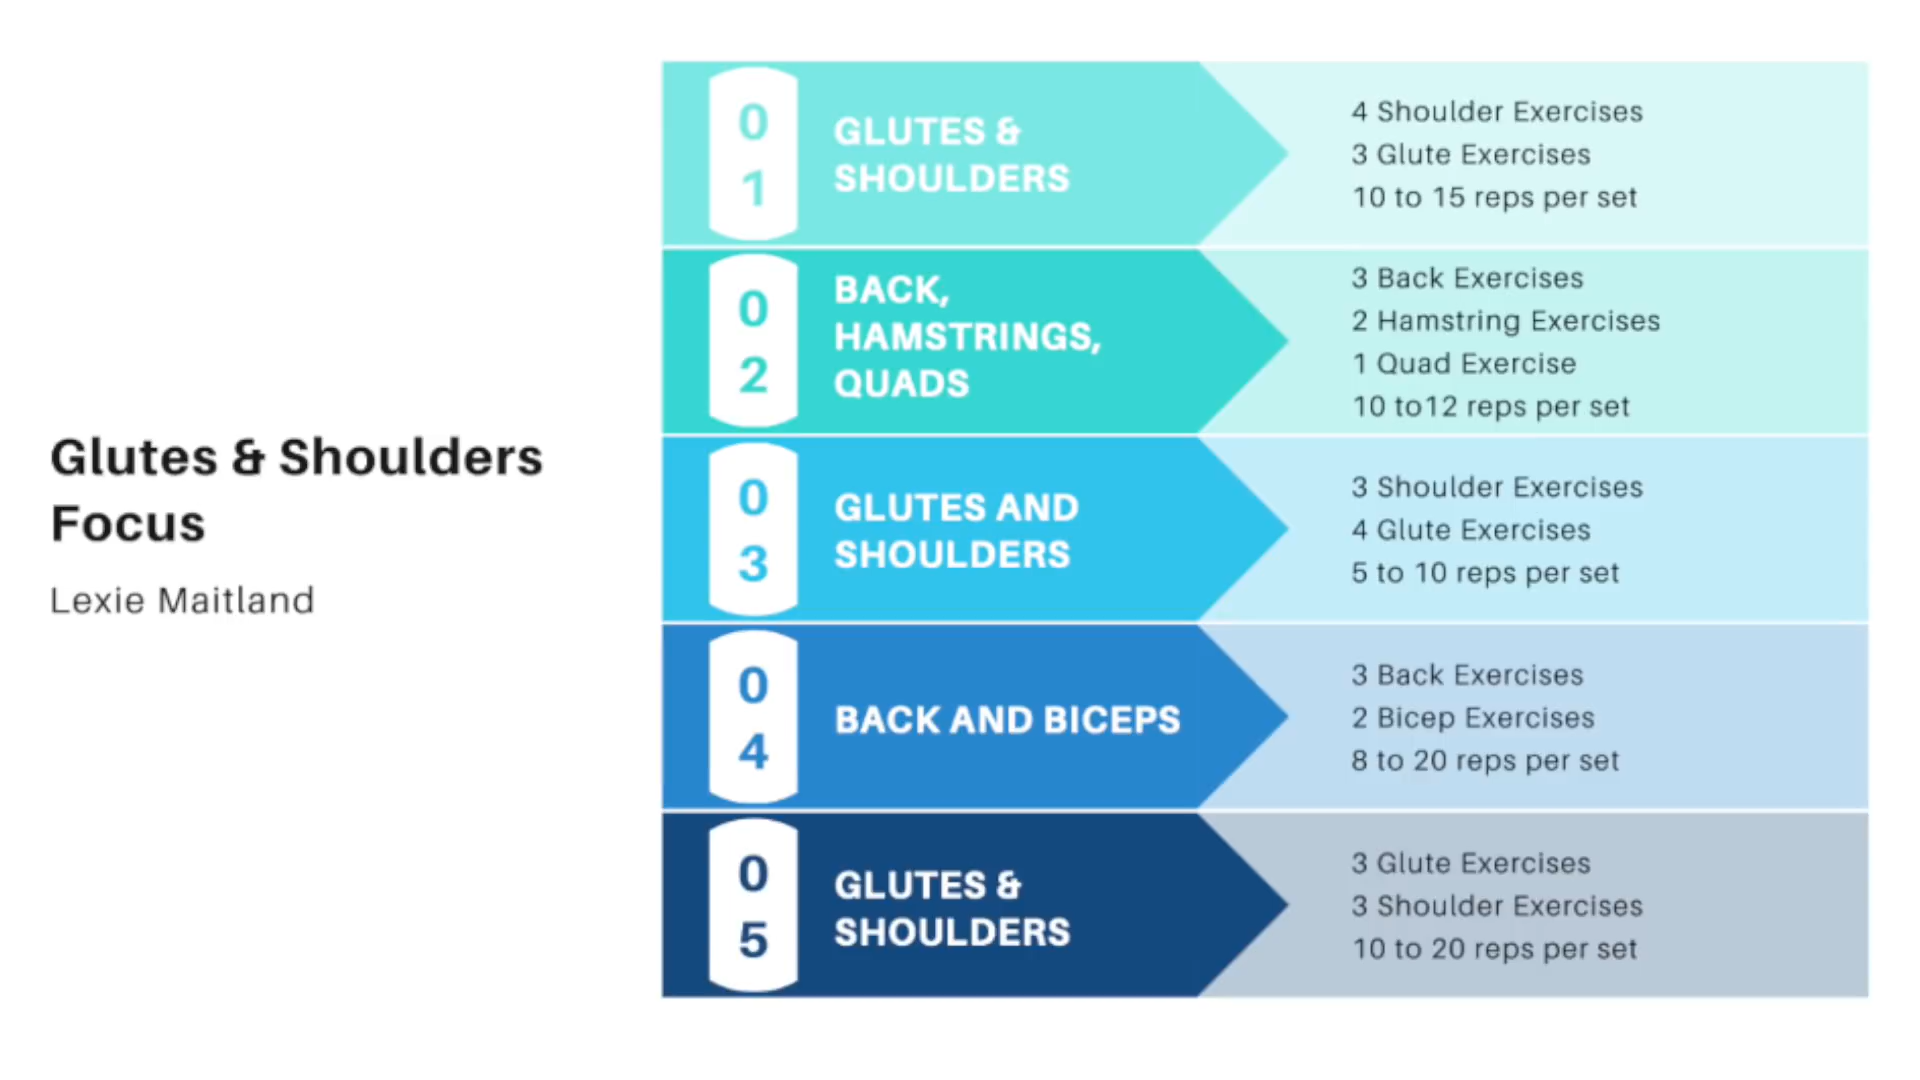 Glutes & Shoulders
Focus
Lexie Maitland
0
1
GLUTES &
SHOULDERS
4 Shoulder Exercises
3 Glute Exercises
10 to 15 reps per set
0
2
BACK,
HAMSTRINGS,
QUADS
3 Back Exercises
2 Hamstring Exercises
1 Quad Exercise
10 to12 reps per set
0
3
GLUTES AND
SHOULDERS
3 Shoulder Exercises
4 Glute Exercises
5 to 10 reps per set
0
4
BACK AND BICEPS
3 Back Exercises
2 Bicep Exercises
8 to 20 reps per set
0
5
GLUTES &
SHOULDERS
3 Glute Exercises
3 Shoulder Exercises
10 to 20 reps per set